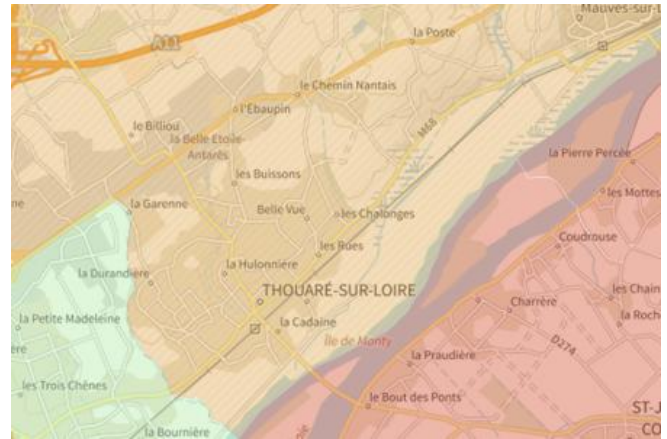 Mauves-sur-L
la Poste
A11
le Chemin Nantais
l'Ébaupin
le Billiou
la Belle Etoile-
Antarès
M68
la Pierre Percée
les Buissons
les Mottes
la Garenne
Belle Vue
les Chalonges
Coudrouse
les Rues
la Hulonnière
la Durandière
THOUARÉ-SUR-LOIRE
les Chain
Charrère
la Roch
la Petite Madeleine
la Cadaine
Île de Monty
D274
la Praudière
les Trois Chênes
le Bout des Ponts
ST-J
CO
la Bournière